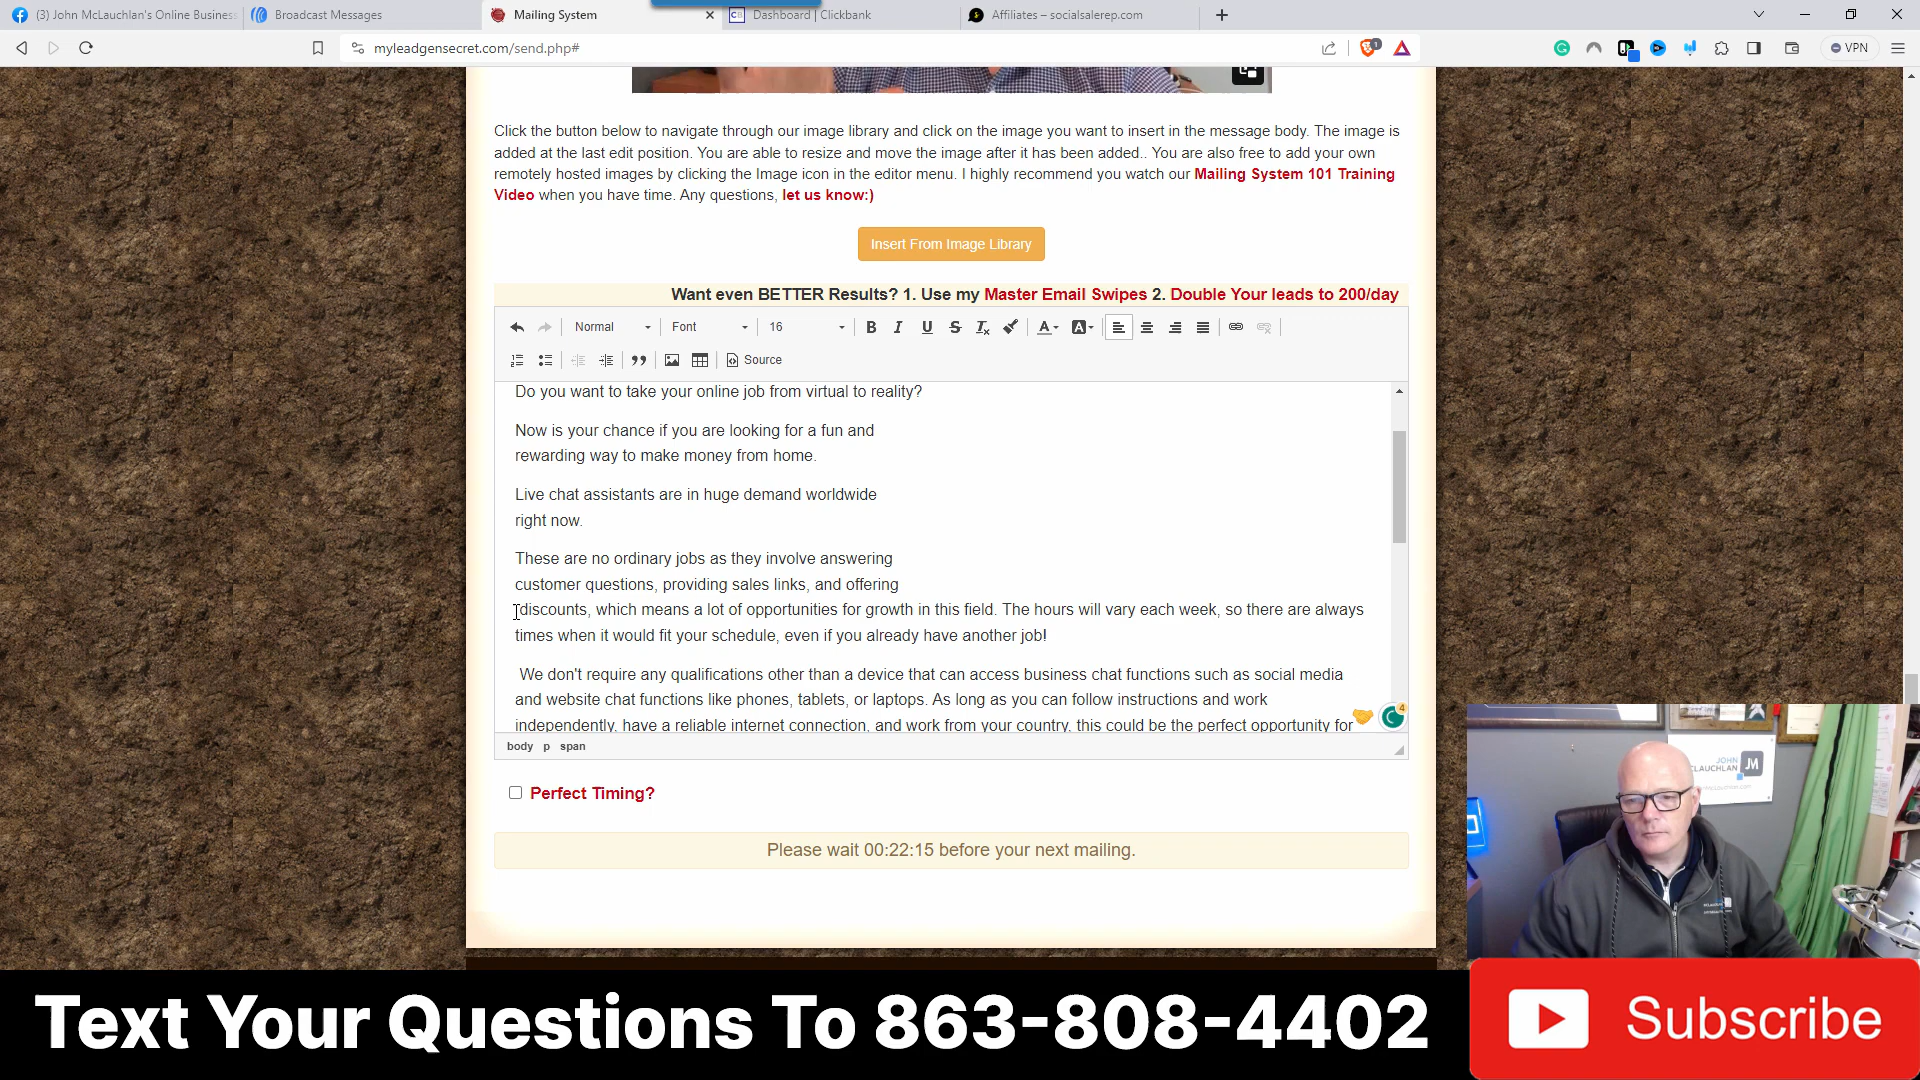 (3) John McLauchlan's Online Business
Broadcast Messages
Mailing System
Dashboard | Clickbank
Affiliates – socialsalerep.com
myleadgensecret.com/send.php#
1
VPN
Click the button below to navigate through our image library and click on the image you want to insert in the message body. The image is
added at the last edit position. You are able to resize and move the image after it has been added.. You are also free to add your own
remotely hosted images by clicking the Image icon in the editor menu. I highly recommend you watch our Mailing System 101 Training
Video when you have time. Any questions, let us know:)
Insert From Image Library
Want even BETTER Results? 1. Use my Master Email Swipes 2. Double Your leads to 200/day
Normal
Font
16
Source
Do you want to take your online job from virtual to reality?
Now is your chance if you are looking for a fun and
rewarding way to make money from home.
Live chat assistants are in huge demand worldwide
right now.
These are no ordinary jobs as they involve answering
customer questions, providing sales links, and offering
discounts, which means a lot of opportunities for growth in this field. The hours will vary each week, so there are always
times when it would fit your schedule, even if you already have another job!
We don't require any qualifications other than a device that can access business chat functions such as social media
and website chat functions like phones, tablets, or laptops. As long as you can follow instructions and work
independently, have a reliable internet connection, and work from your country, this could be the perfect opportunity for
4
body p span
Perfect Timing?
Please wait 00:22:15 before your next mailing.
JOHN
CLAUCHLAN JM
Text Your Questions To 863-808-4402
Subscribe